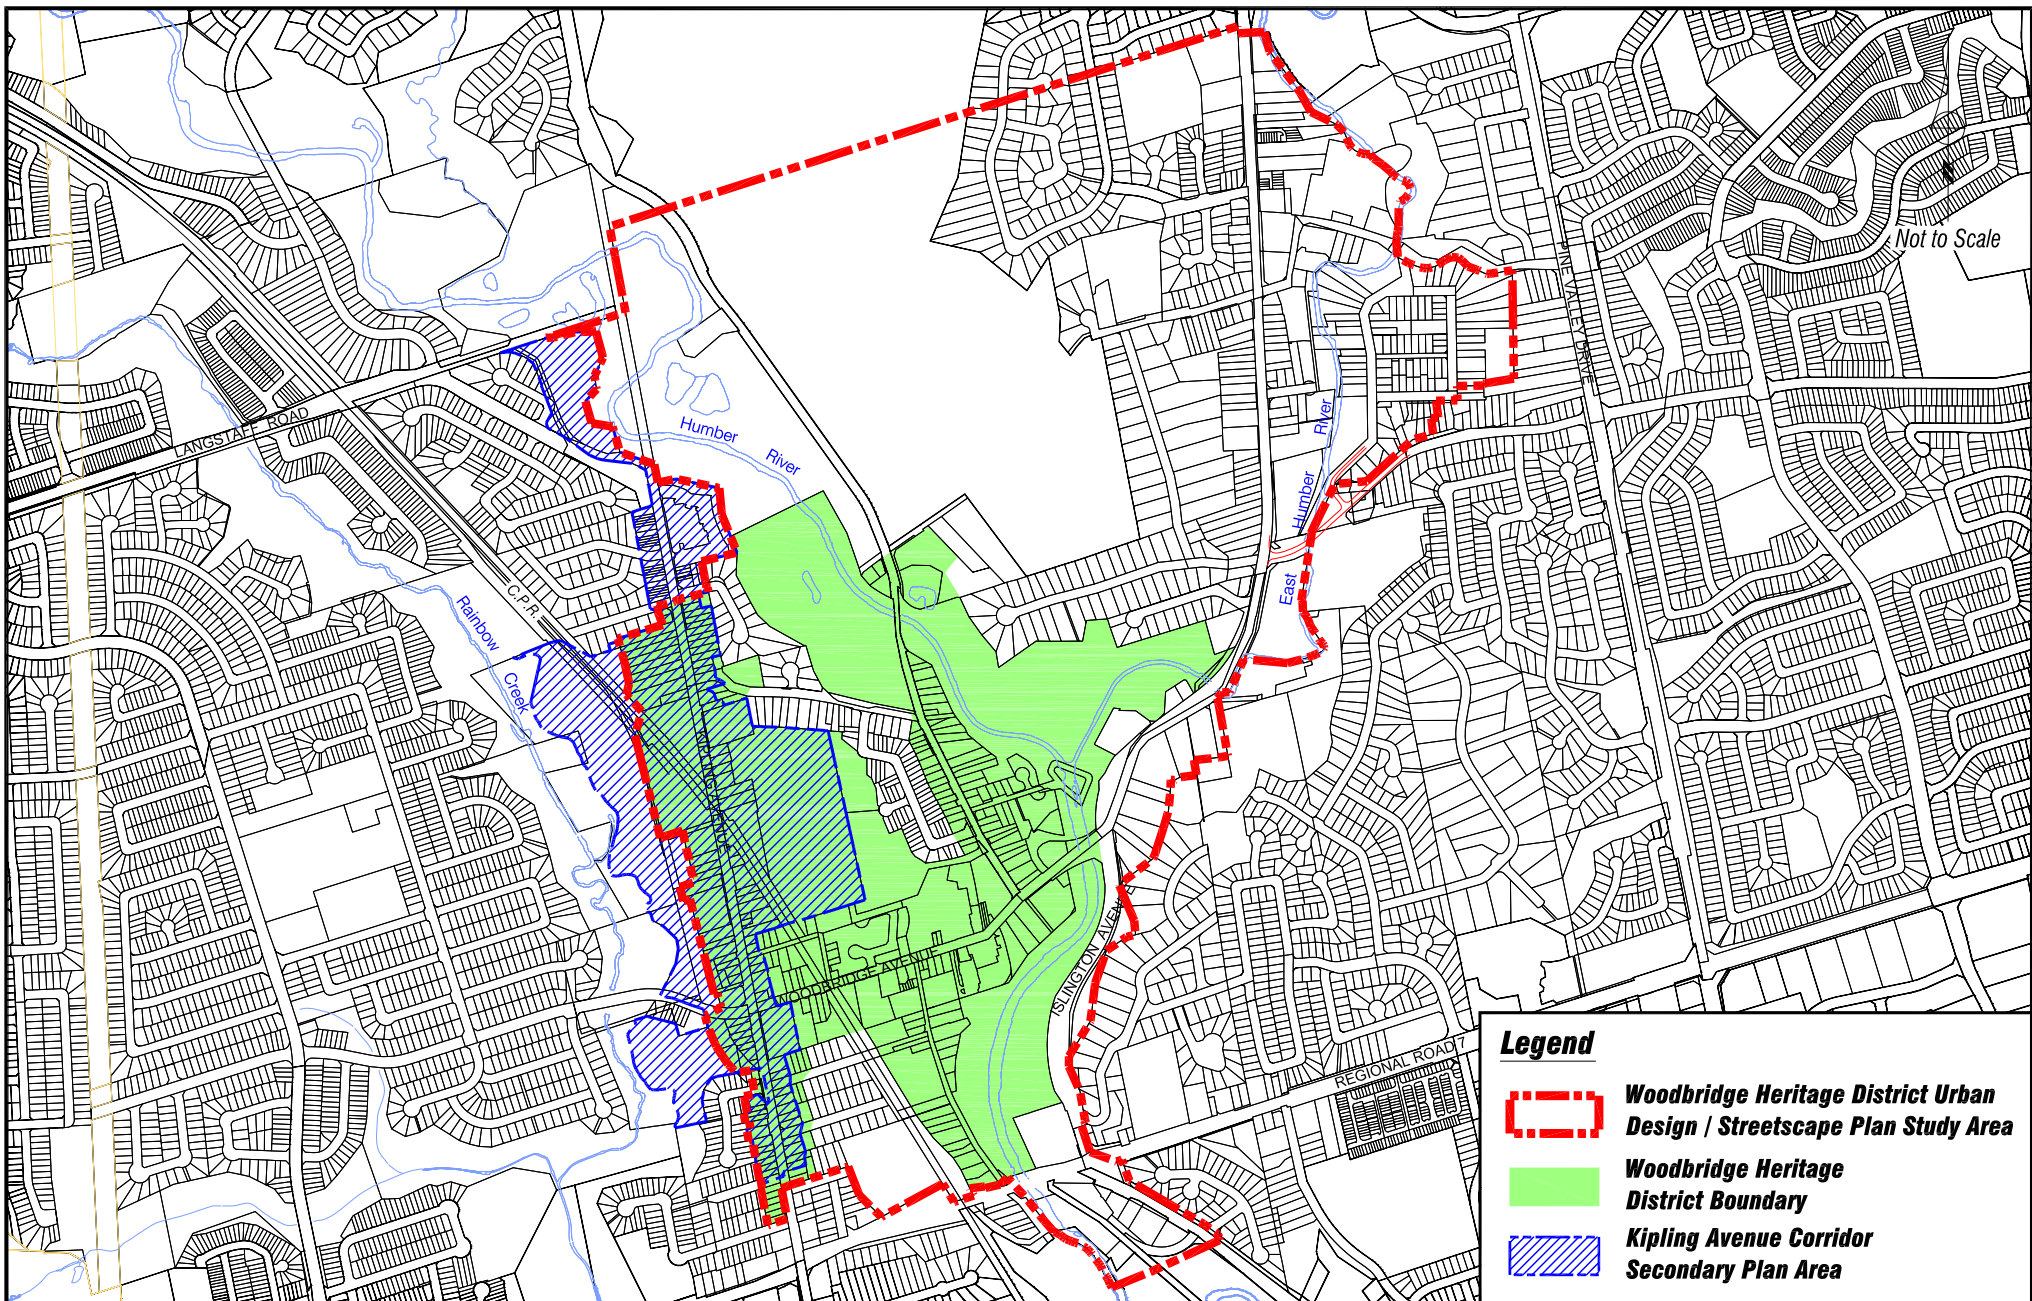 Not to Scale
PINE VALLEY DRIVE
LANGSTAFF ROAD
Humber
River
River
Humber
East
C.P.R.
Rainbow
Creek
KIPLING AVENUE
WOODBRIDGE AVENUE
ISLINGTON AVENUE
REGIONAL ROAD 7
Legend
Woodbridge Heritage District Urban
Design / Streetscape Plan Study Area
Woodbridge Heritage
District Boundary
Kipling Avenue Corridor
Secondary Plan Area